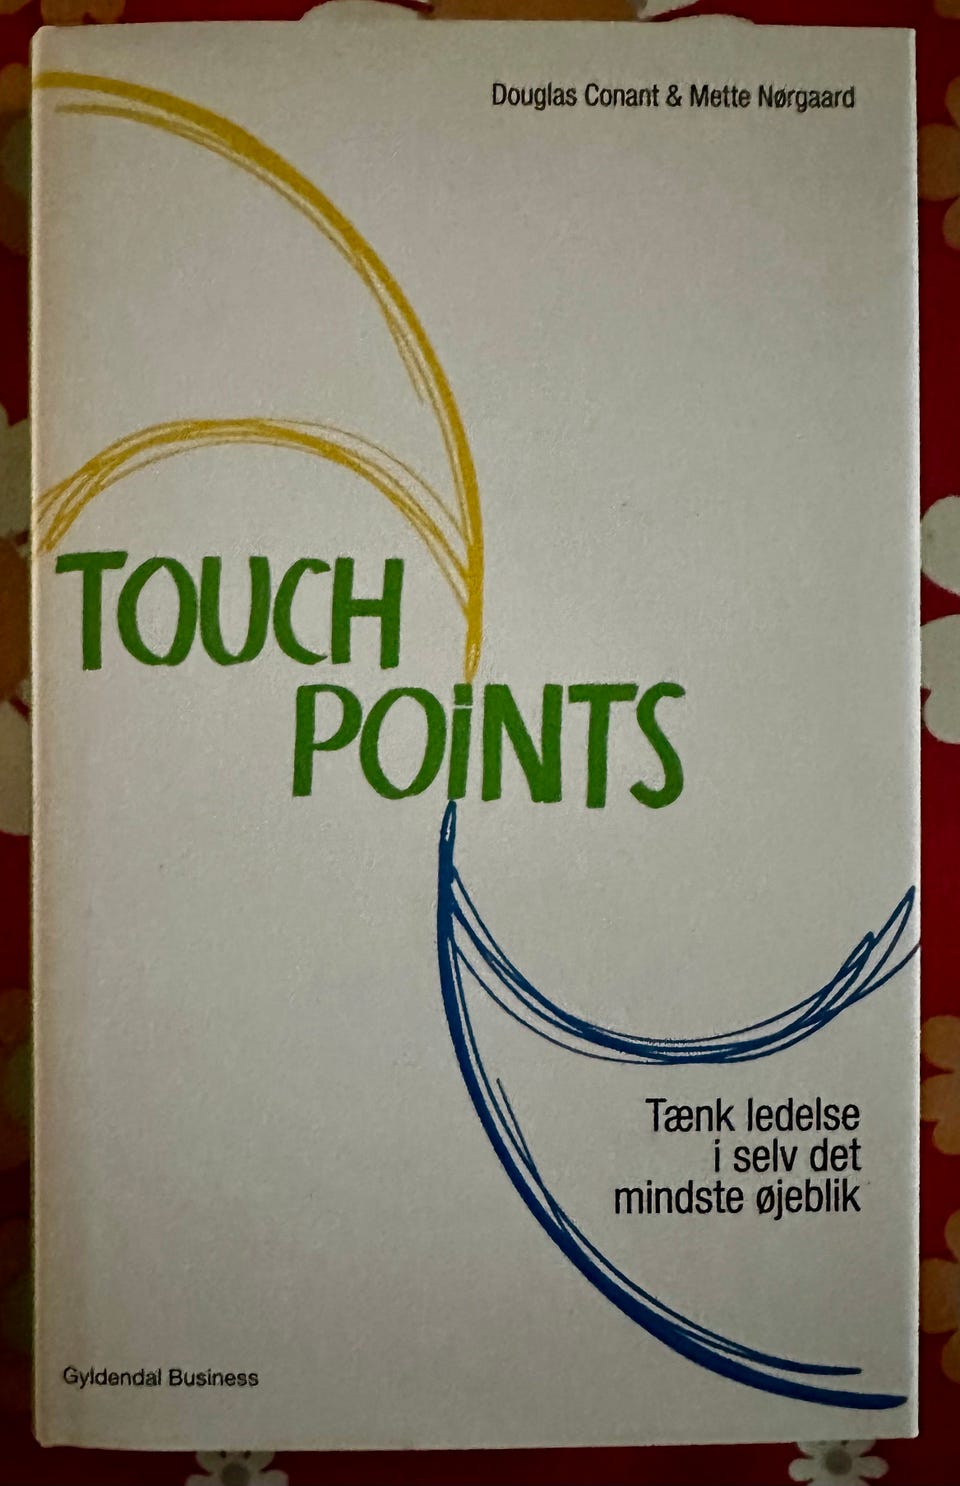 Douglas Conant & Mette Nørgaard
TOUCH
POiNTS
Tænk ledelse
i selv det
mindste øjeblik
Gyldendal Business